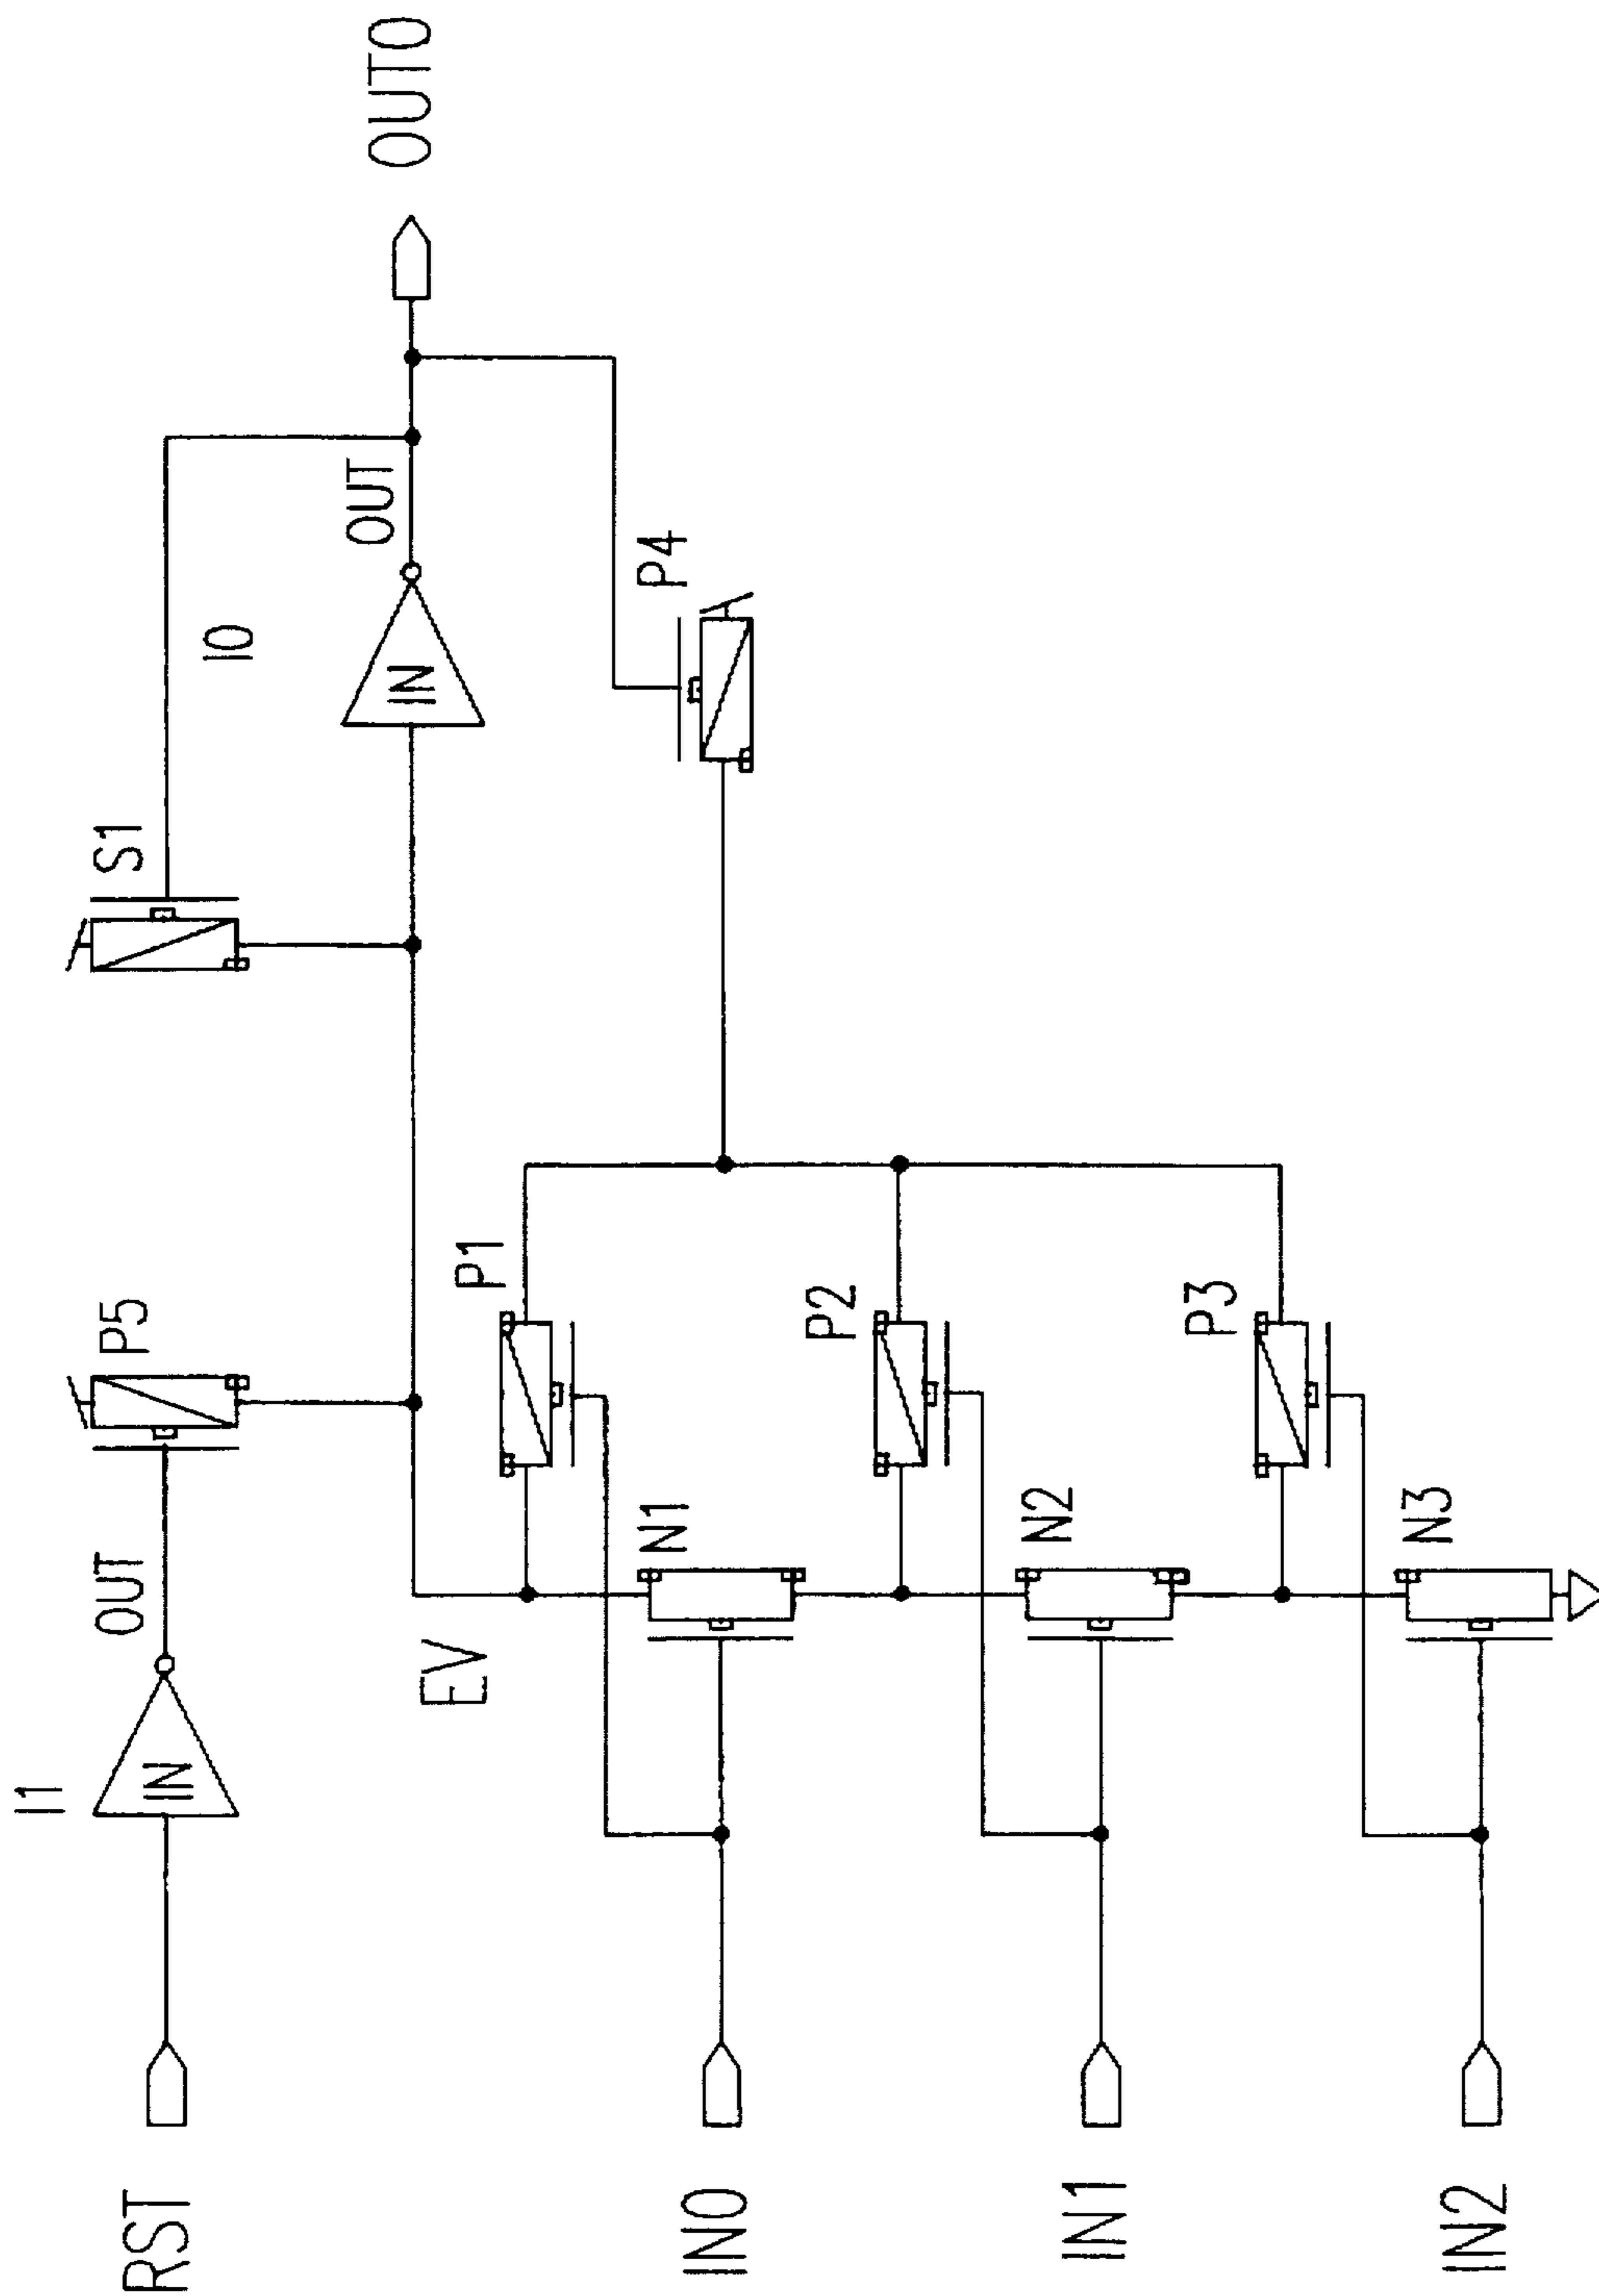 RST
I1
IN
OUT
P5
S1
I0
IN
OUT
OUT0
EV
P1
P4
IN0
N1
P2
IN1
N2
P3
IN2
N3